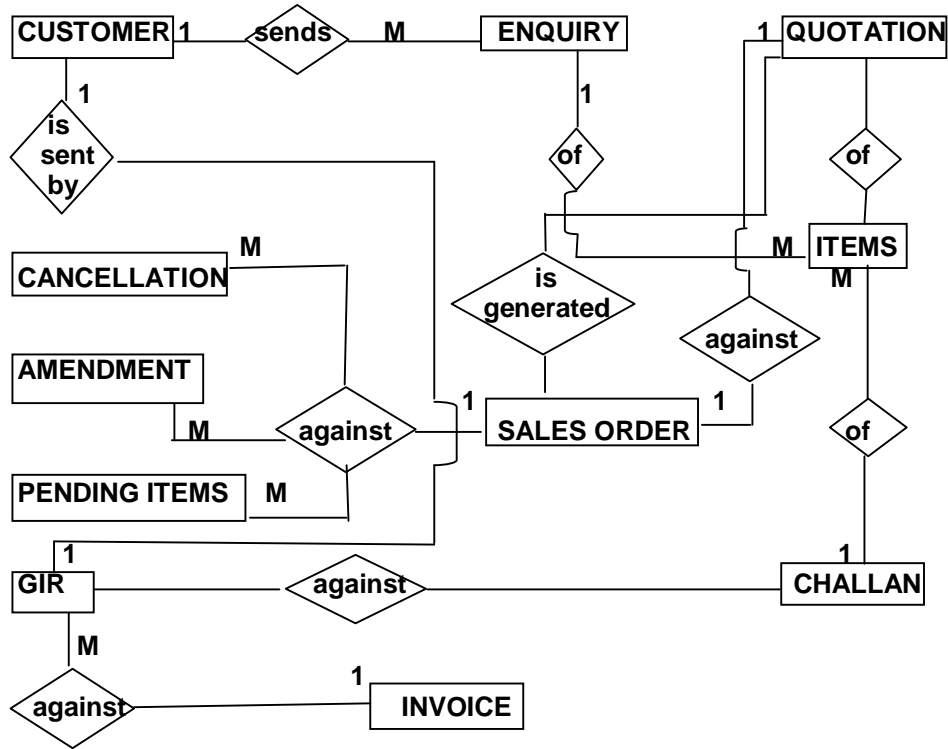 CUSTOMER 1 sends M ENQUIRY 1 QUOTATION
1
1
is
sent
by
of
of
M
M
ITEMS
M
CANCELLATION
is
generated
against
AMENDMENT
M
against
1
1
SALES ORDER
of
PENDING ITEMS M
1
1
GIR
against
CHALLAN
M
1
against
INVOICE